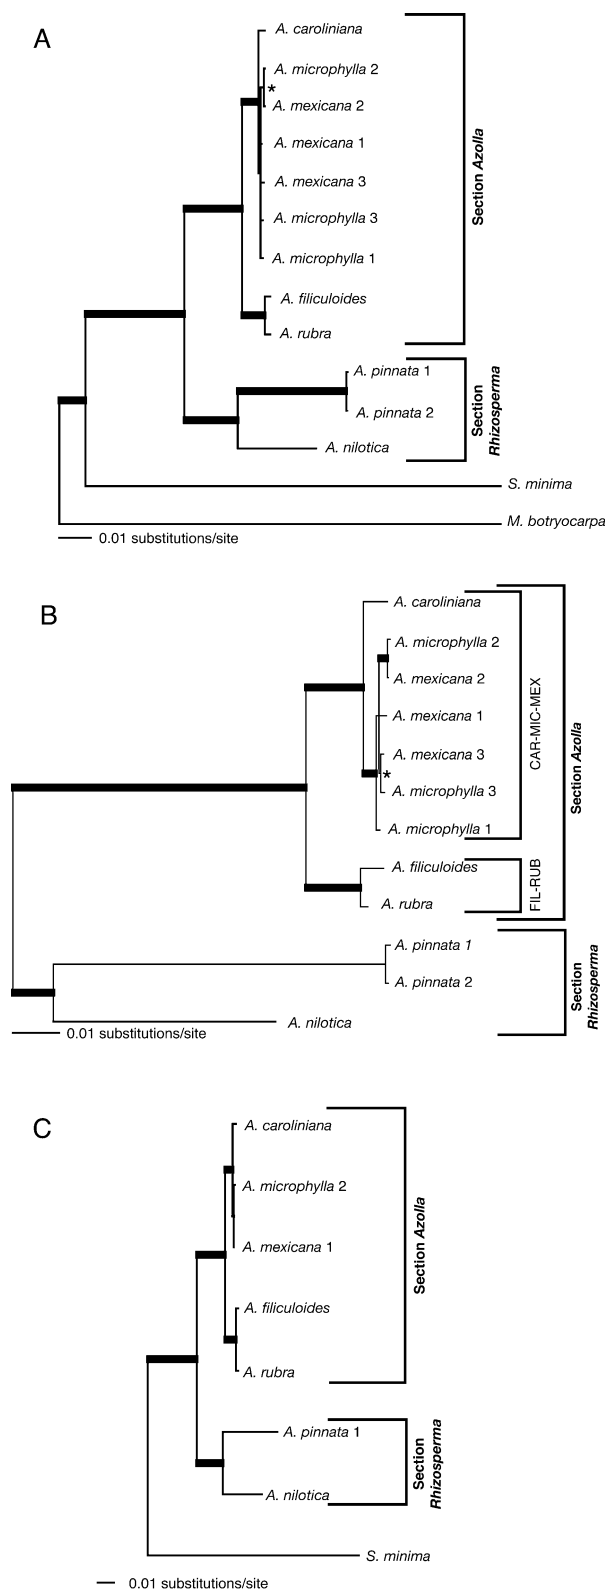 A
A. caroliniana
A. microphylla 2
*
A. mexicana 2
A. mexicana 1
A. mexicana 3
A. microphylla 3
A. microphylla 1
A. filiculoides
A. rubra
Section Azolla
A. pinnata 1
A. pinnata 2
A. nilotica
Section
Rhizosperma
S. minima
M. botryocarpa
0.01 substitutions/site
B
A. caroliniana
A. microphylla 2
A. mexicana 2
A. mexicana 1
A. mexicana 3
*
A. microphylla 3
A. microphylla 1
CAR-MIC-MEX
A. filiculoides
A. rubra
FIL-RUB
Section Azolla
A. pinnata 1
A. pinnata 2
A. nilotica
Section
Rhizosperma
0.01 substitutions/site
C
A. caroliniana
A. microphylla 2
A. mexicana 1
A. filiculoides
A. rubra
Section Azolla
A. pinnata 1
A. nilotica
Section
Rhizosperma
S. minima
0.01 substitutions/site